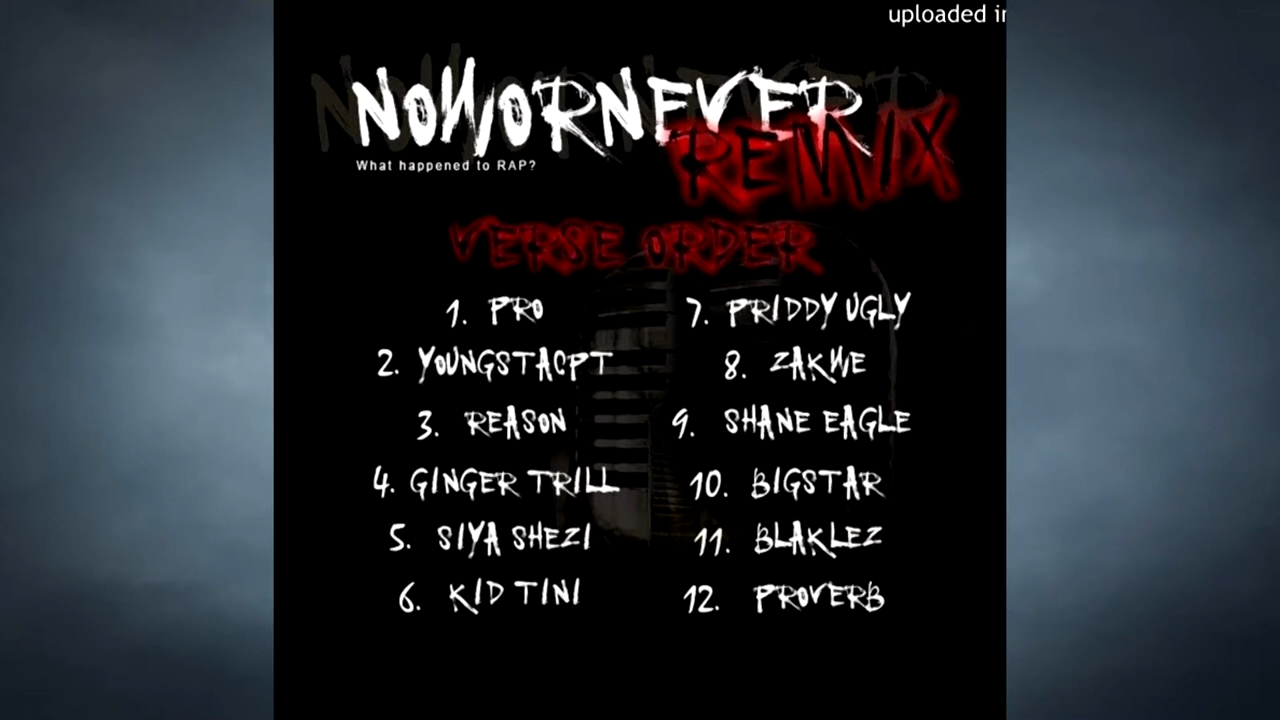 uploaded in
NOWORNEVER
REMIX
What happened to RAP?
VERSE ORDER
1. PRO
2. YOUNGSTACPT
3. REASON
4. GINGER TRILL
5. SIYA SHEZI
6. KID TINI
7. PRIDDY UGLY
8. ZAKWE
9. SHANE EAGLE
10. BIGSTAR
11. BLAKLEZ
12. PROVERB